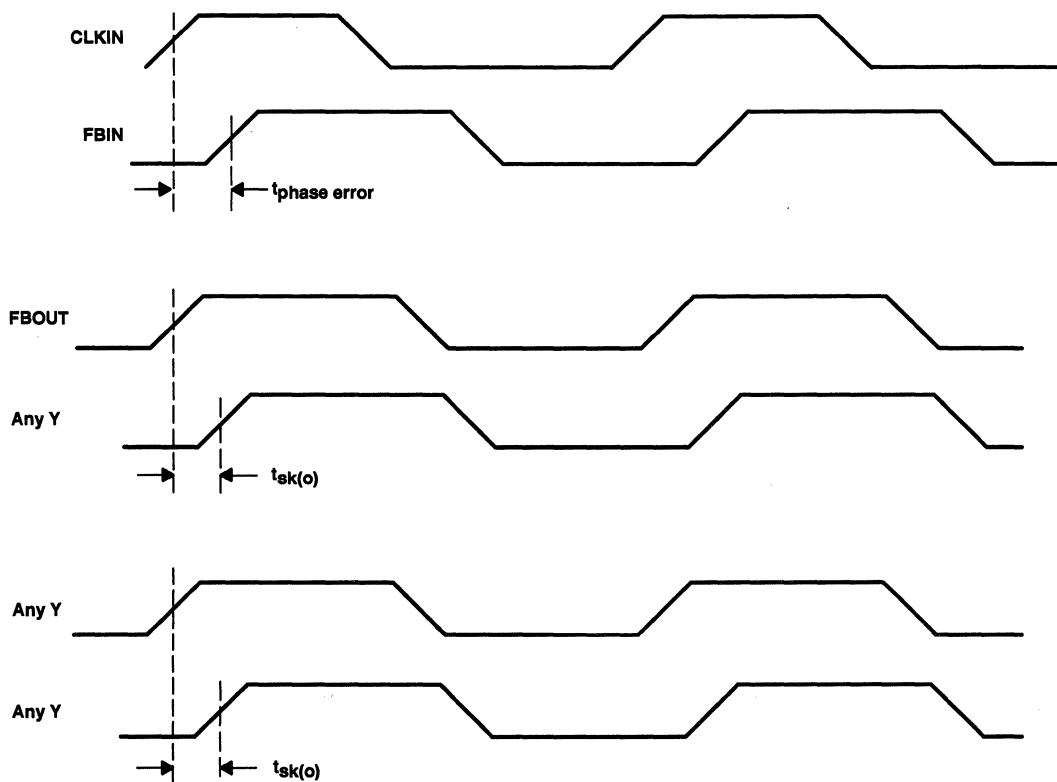 CLKIN
FBIN
tphase error
FBOUT
Any Y
tsk(o)
Any Y
Any Y
tsk(o)